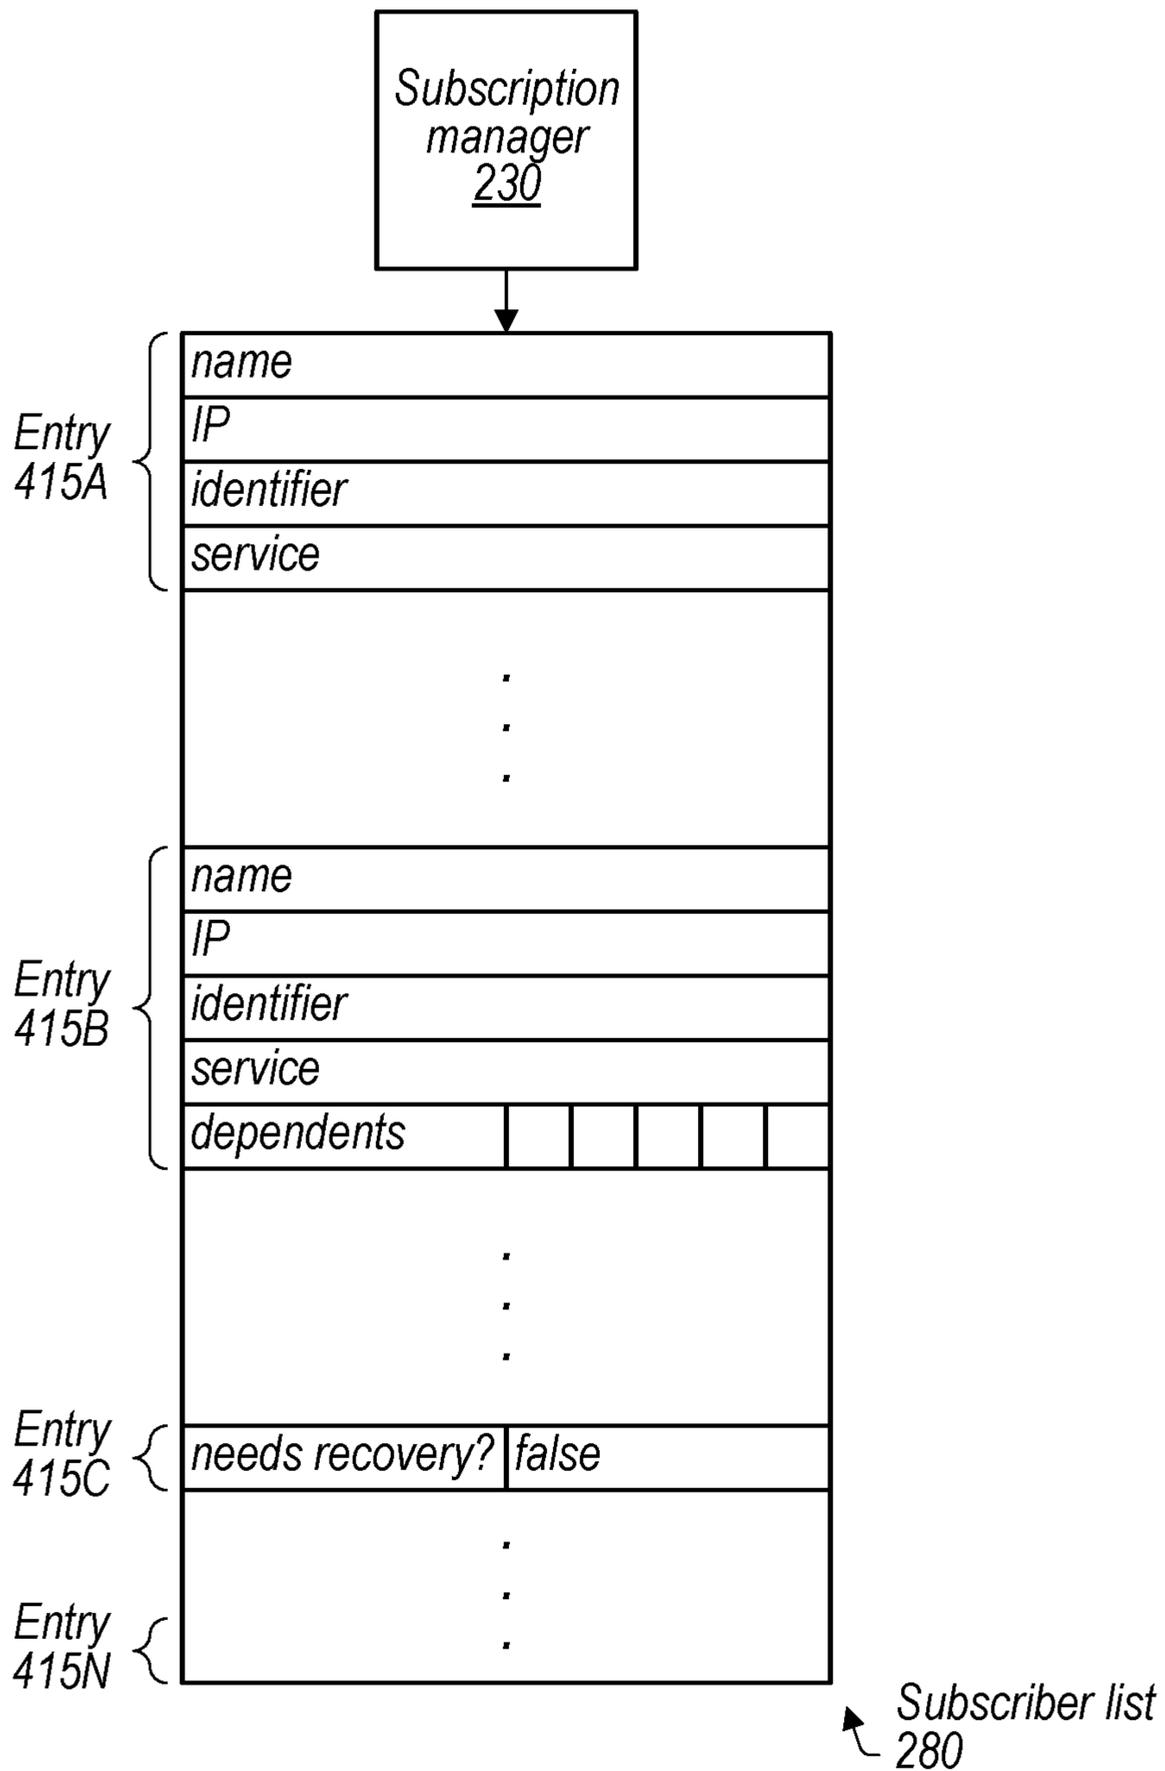 Subscription
manager
230
name
IP
Entry
415A
identifier
service
.
.
.
name
IP
Entry
415B
identifier
service
dependents
.
.
.
Entry
415C
needs recovery? false
.
.
.
Entry
415N
Subscriber list
280